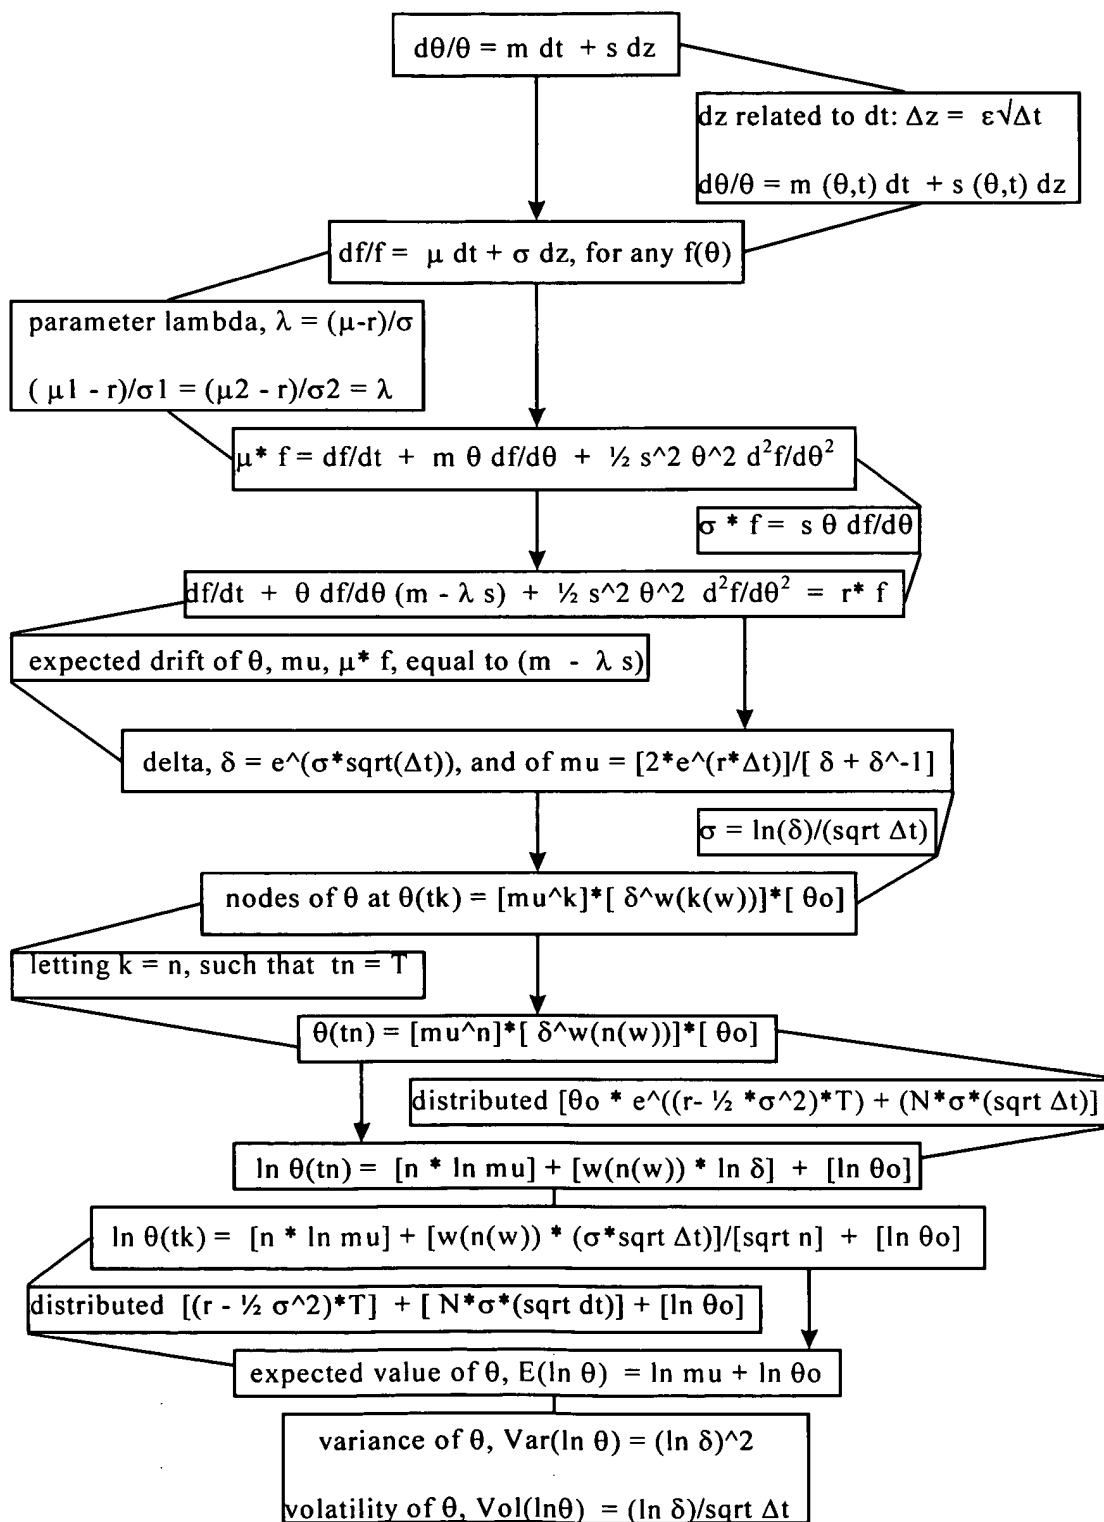 dθ/θ = m dt + s dz
dz related to dt: Δz = ε√Δt
dθ/θ = m (θ,t) dt + s (θ,t) dz
df/f = μ dt + σ dz, for any f(θ)
parameter lambda, λ = (μ-r)/σ
( μ1 - r)/σ1 = (μ2 - r)/σ2 = λ
μ* f = df/dt + m θ df/dθ + ½ s^2 θ^2 d²f/dθ²
σ * f = s θ df/dθ
df/dt + θ df/dθ (m - λ s) + ½ s^2 θ^2 d²f/dθ² = r* f
expected drift of θ, mu, μ* f, equal to (m - λ s)
delta, δ = e^(σ*sqrt(Δt)), and of mu = [2*e^(r*Δt)]/[ δ + δ^-1]
σ = ln(δ)/(sqrt Δt)
nodes of θ at θ(tk) = [mu^k]*[ δ^w(k(w))]*[ θo]
letting k = n, such that tn = T
θ(tn) = [mu^n]*[ δ^w(n(w))]*[ θo]
distributed [θo * e^((r- ½ *σ^2)*T) + (N*σ*(sqrt Δt)]
ln θ(tn) = [n * ln mu] + [w(n(w)) * ln δ] + [ln θo]
ln θ(tk) = [n * ln mu] + [w(n(w)) * (σ*sqrt Δt)]/[sqrt n] + [ln θo]
distributed [(r - ½ σ^2)*T] + [ N*σ*(sqrt dt)] + [ln θo]
expected value of θ, E(ln θ) = ln mu + ln θo
variance of θ, Var(ln θ) = (ln δ)^2
volatility of θ, Vol(lnθ) = (ln δ)/sqrt Δt